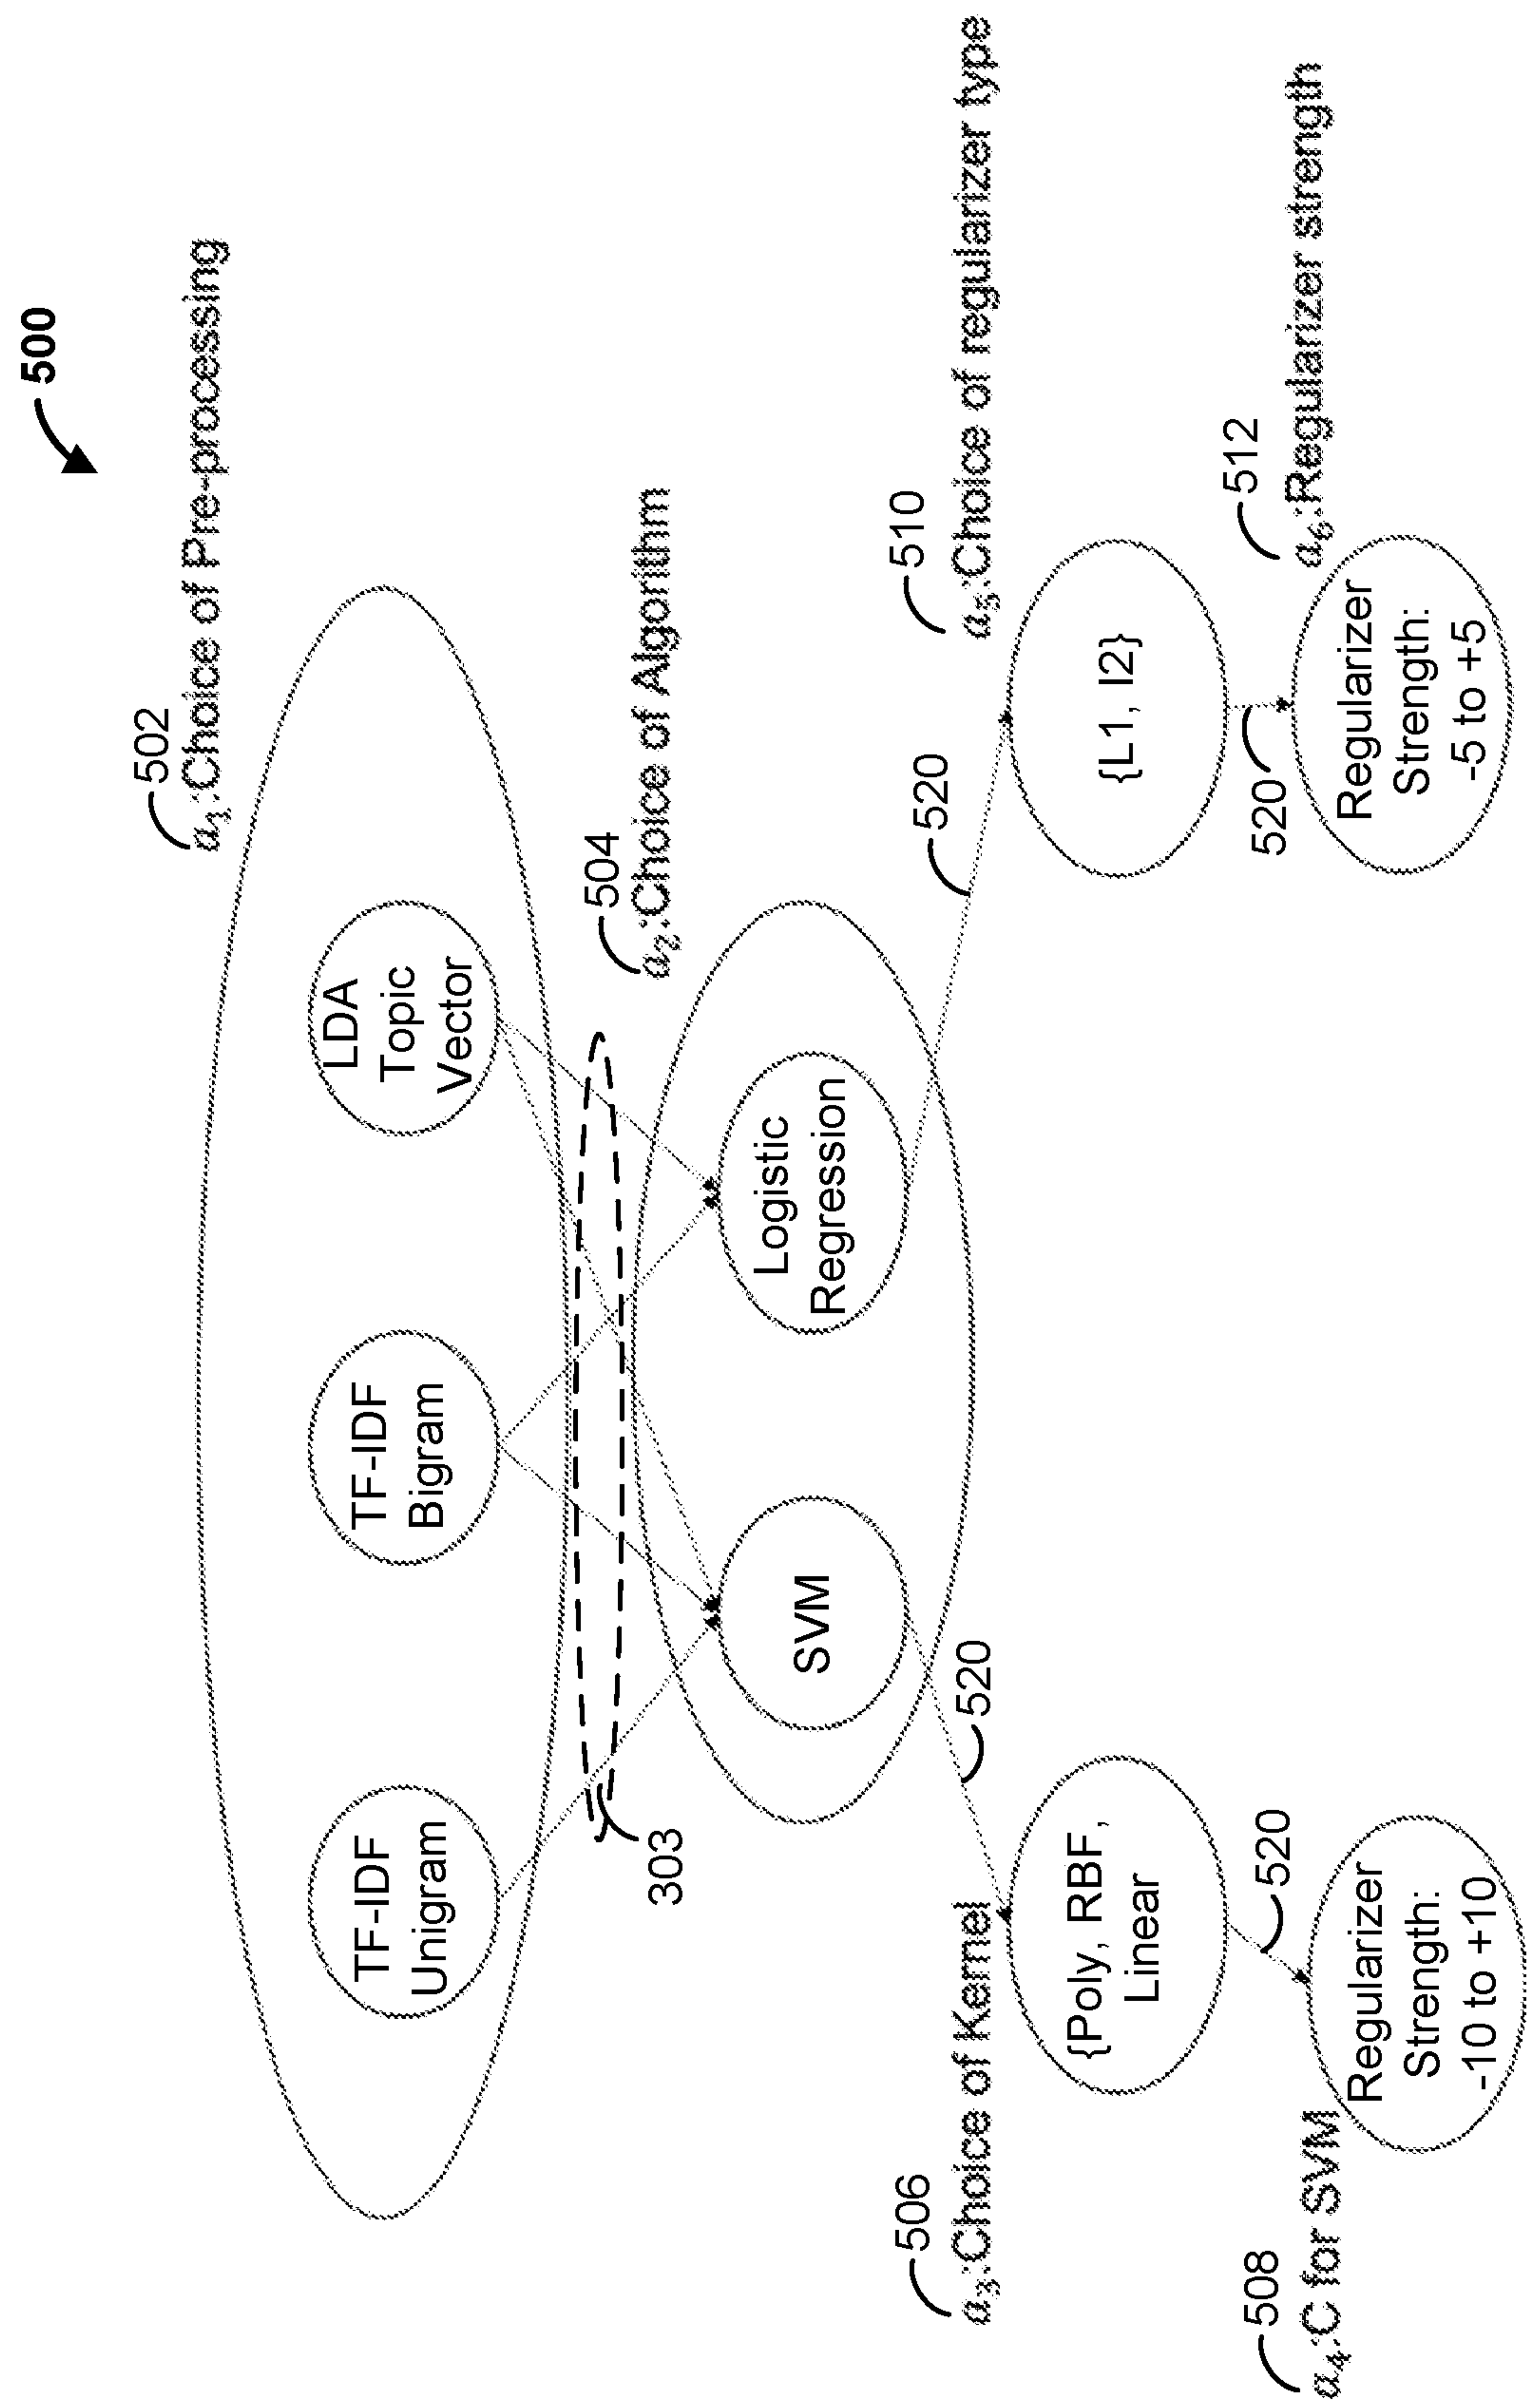 500
502
a₁:Choice of Pre-processing
TF-IDF
Unigram
TF-IDF
Bigram
LDA
Topic
Vector
303
504
a₂:Choice of Algorithm
SVM
Logistic
Regression
520
520
506
a₃:Choice of Kernel
{Poly, RBF,
Linear
510
a₅:Choice of regularizer type
{L1, I2}
520
520
508
a₄:C for SVM
Regularizer
Strength:
-10 to +10
512
a₆:Regularizer strength
Regularizer
Strength:
-5 to +5